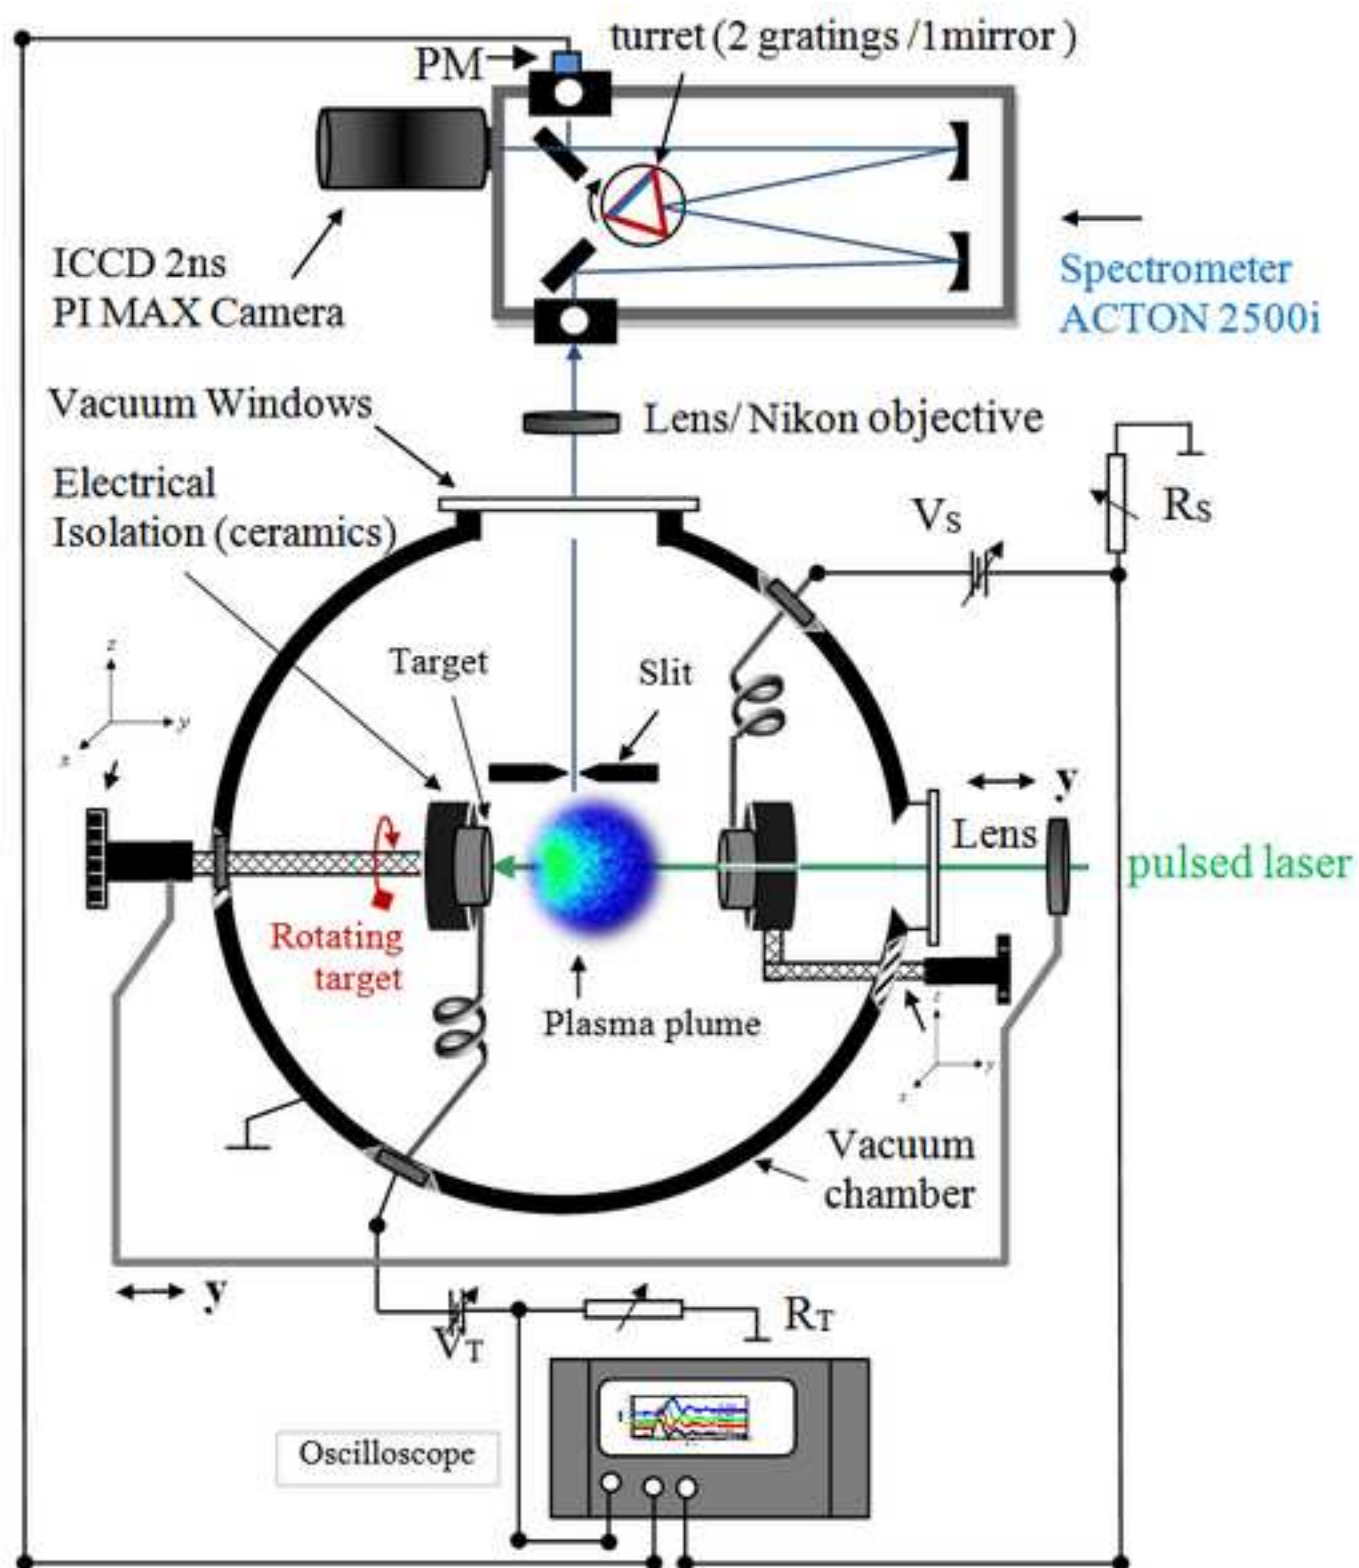 turret (2 gratings /1mirror )
PM
ICCD 2ns
PI MAX Camera
Spectrometer
ACTON 2500i
Vacuum Windows
Lens/ Nikon objective
Electrical
Isolation (ceramics)
VS
RS
Target
Slit
z
y
x
y
Lens
pulsed laser
Rotating
target
Plasma plume
z
y
x
Vacuum
chamber
y
VT
RT
Oscilloscope